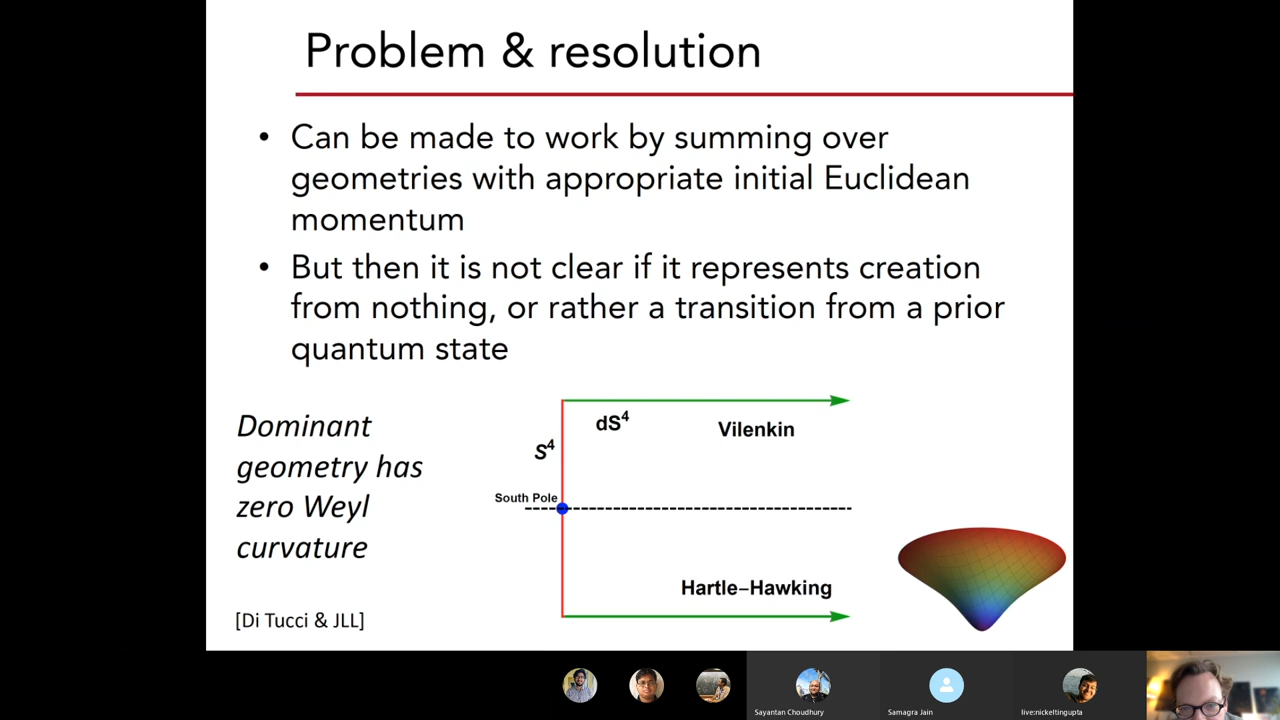 Problem & resolution
• Can be made to work by summing over
geometries with appropriate initial Euclidean
momentum
• But then it is not clear if it represents creation
from nothing, or rather a transition from a prior
quantum state
Dominant
geometry has
zero Weyl
curvature
[Di Tucci & JLL]
dS⁴
Vilenkin
S⁴
South Pole
Hartle–Hawking
Sayantan Choudhury
Samagra Jain
live:nickeltingupta